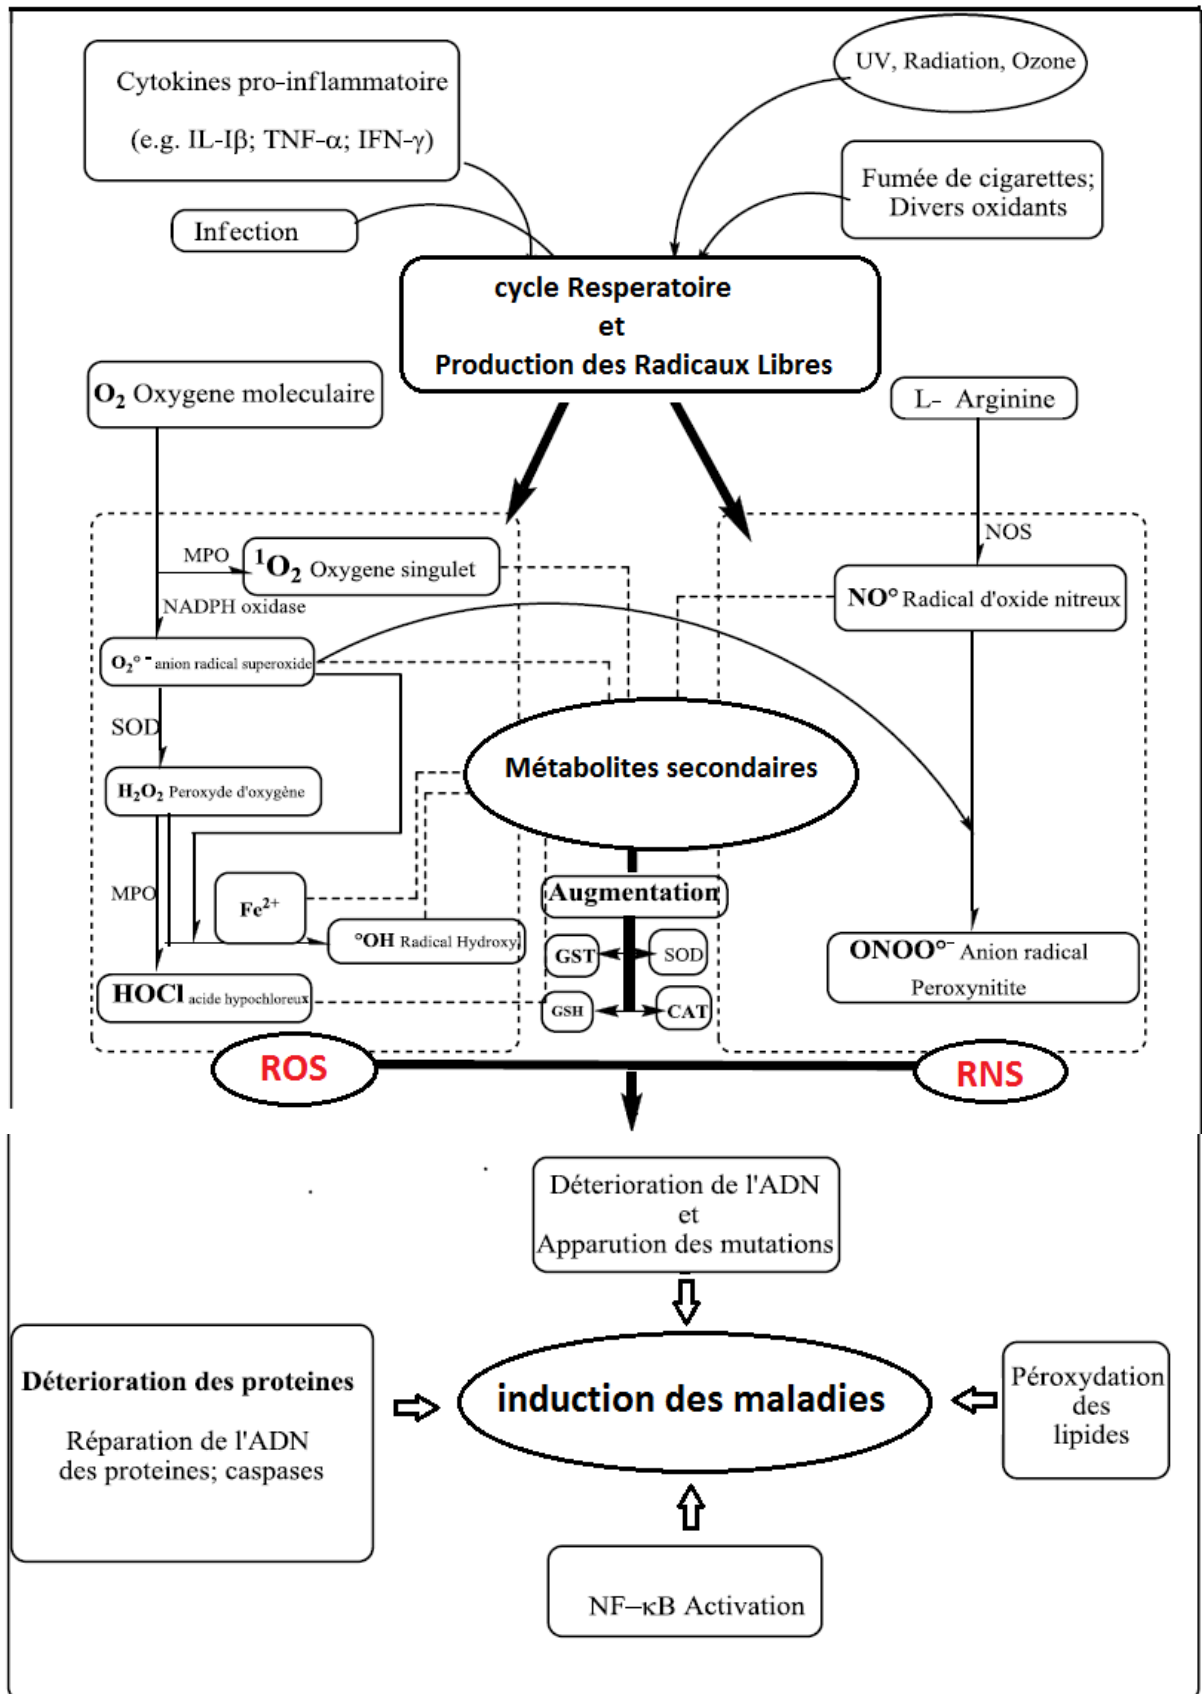 Cytokines pro-inflammatoire
(e.g. IL-Iβ; TNF-α; IFN-γ)
UV, Radiation, Ozone
Fumée de cigarettes;
Divers oxidants
Infection
cycle Resperatoire
et
Production des Radicaux Libres
O₂ Oxygene moleculaire
L- Arginine
NOS
MPO
¹O₂ Oxygene singulet
NADPH oxidase
NO° Radical d'oxide nitreux
O₂°⁻ anion radical superoxide
SOD
Métabolites secondaires
H₂O₂ Peroxyde d'oxygène
MPO
Fe²⁺
Augmentation
°OH Radical Hydroxy
GST
SOD
ONOO°⁻ Anion radical
Peroxynitite
HOCl acide hypochloreux
GSH
CAT
ROS
RNS
Déterioration de l'ADN
et
Apparution des mutations
Déterioration des proteines
Réparation de l'ADN
des proteines; caspases
induction des maladies
Péroxydation
des
lipides
NF–κB Activation